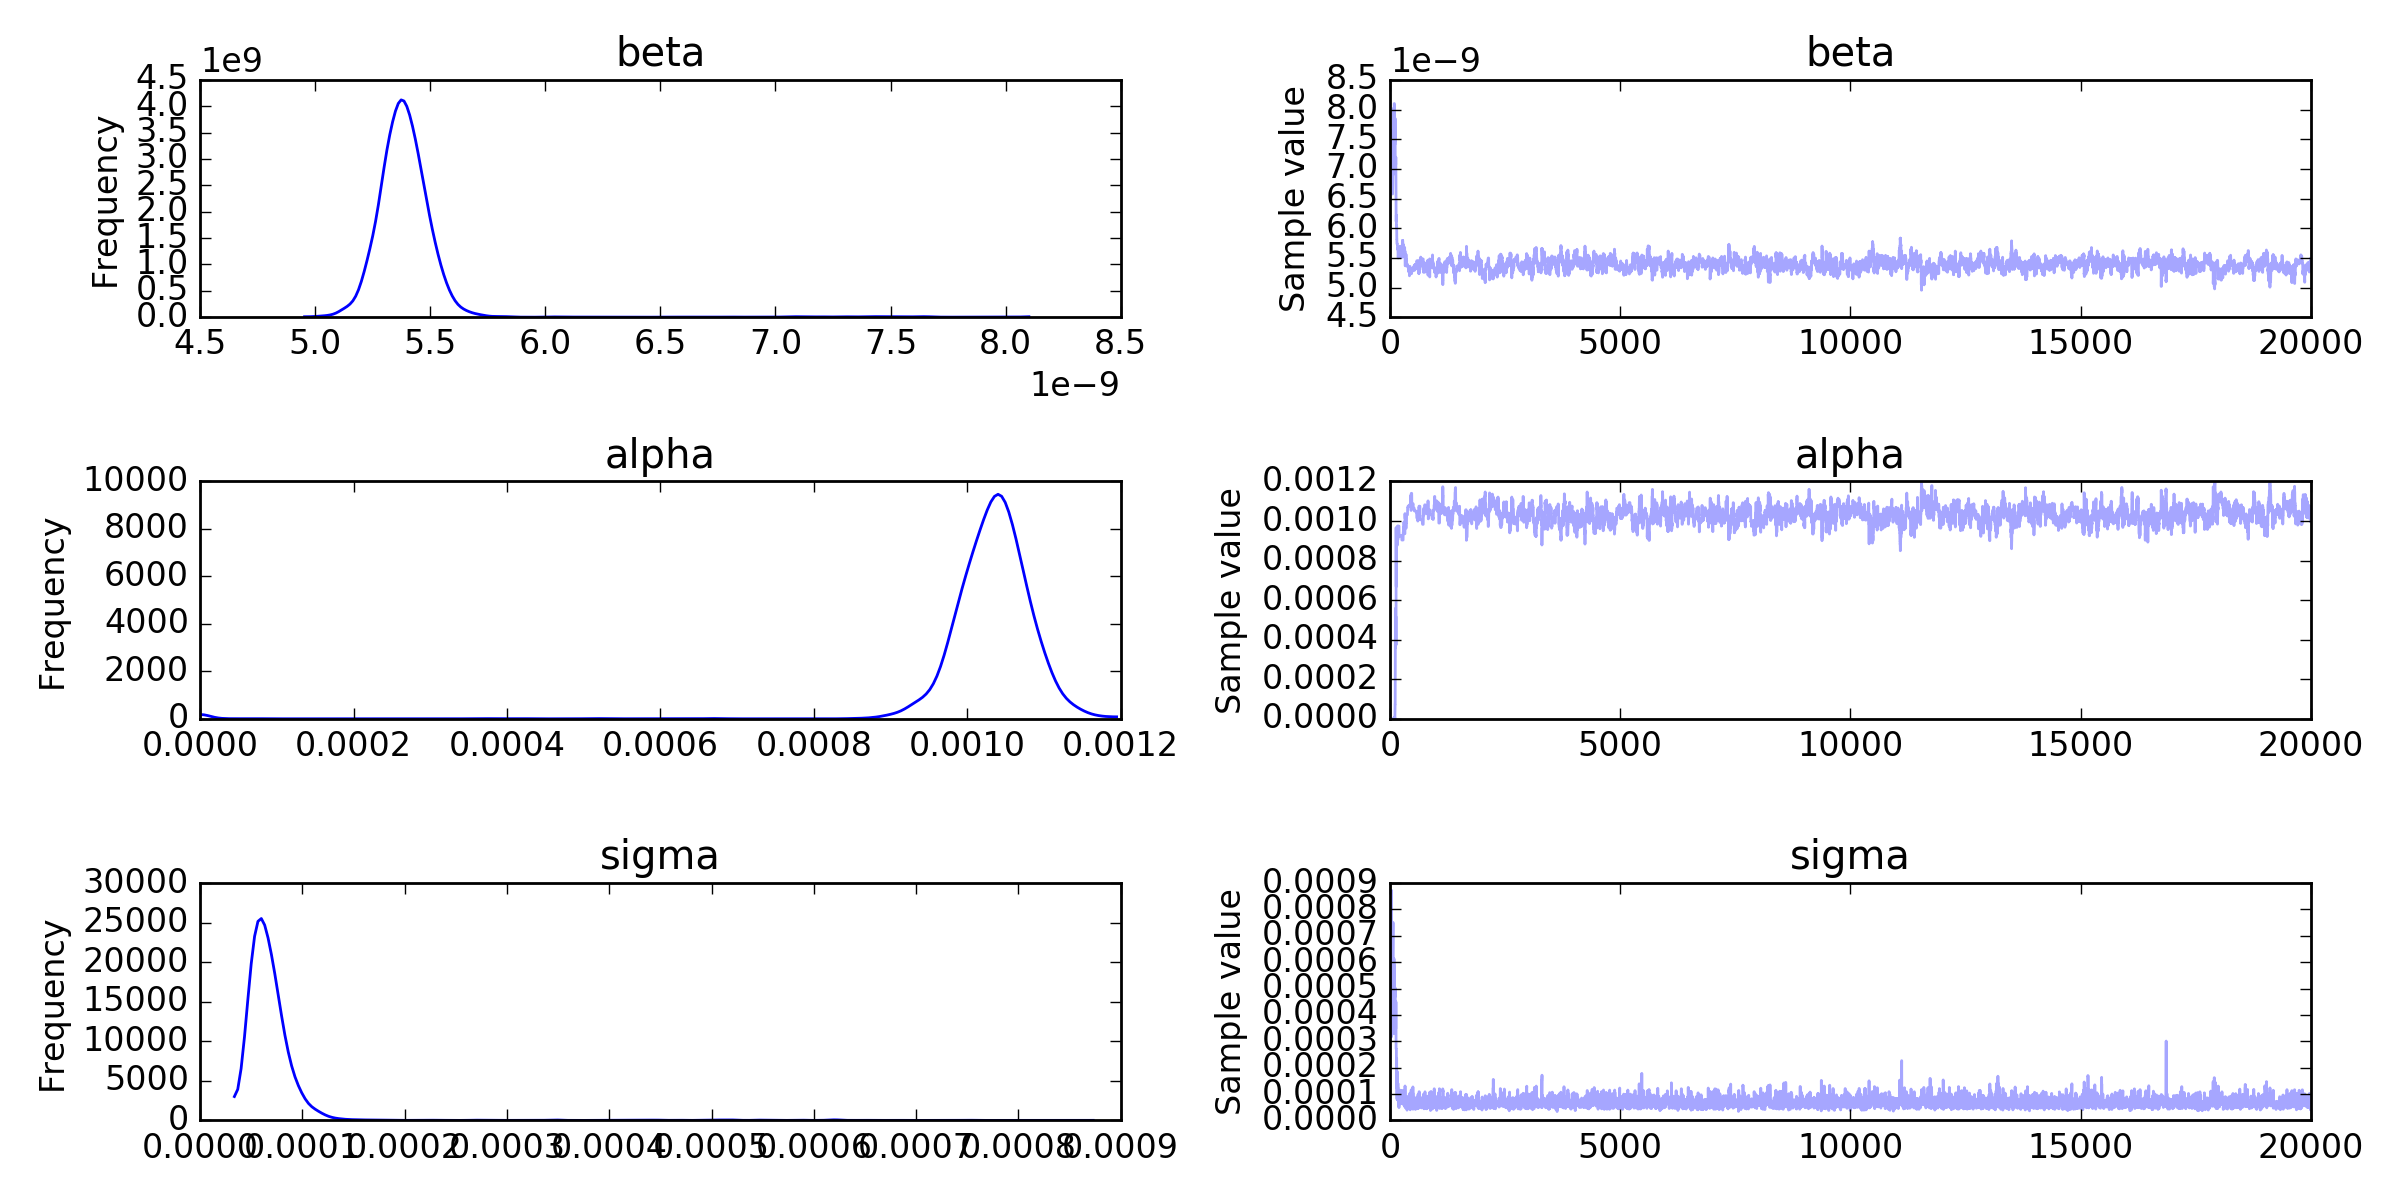 beta
1e9
4.5
4.0
3.5
3.0
2.5
2.0
1.5
1.0
0.5
0.0
Frequency
4.5 5.0 5.5 6.0 6.5 7.0 7.5 8.0 8.5
1e−9
beta
1e−9
8.5
8.0
7.5
7.0
6.5
6.0
5.5
5.0
4.5
Sample value
0 5000 10000 15000 20000
alpha
10000
8000
6000
4000
2000
0
Frequency
0.0000 0.0002 0.0004 0.0006 0.0008 0.0010 0.0012
alpha
0.0012
0.0010
0.0008
0.0006
0.0004
0.0002
0.0000
Sample value
0 5000 10000 15000 20000
sigma
30000
25000
20000
15000
10000
5000
0
Frequency
0.0000 0.0001 0.0002 0.0003 0.0004 0.0005 0.0006 0.0007 0.0008 0.0009
sigma
0.0009
0.0008
0.0007
0.0006
0.0005
0.0004
0.0003
0.0002
0.0001
0.0000
Sample value
0 5000 10000 15000 20000